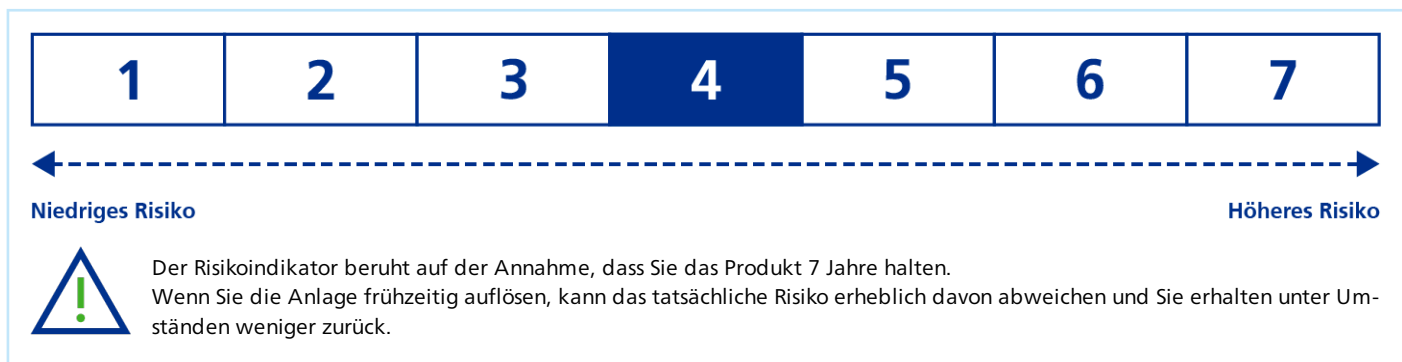 1 2 3 4 5 6 7
Niedriges Risiko Höheres Risiko
Der Risikoindikator beruht auf der Annahme, dass Sie das Produkt 7 Jahre halten.
Wenn Sie die Anlage frühzeitig auflösen, kann das tatsächliche Risiko erheblich davon abweichen und Sie erhalten unter Um-
ständen weniger zurück.